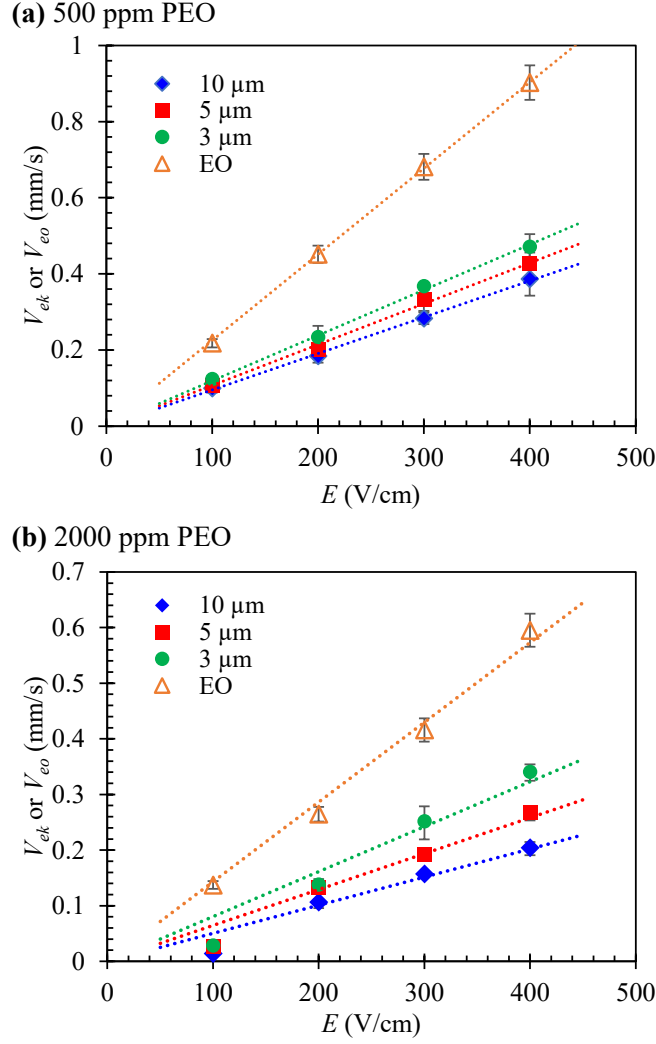 (a) 500 ppm PEO
1
0.8
0.6
0.4
0.2
0
10 µm
5 µm
3 µm
EO
V_ek or V_eo (mm/s)
0 100 200 300 400 500
E (V/cm)
(b) 2000 ppm PEO
0.7
0.6
0.5
0.4
0.3
0.2
0.1
0
10 µm
5 µm
3 µm
EO
V_ek or V_eo (mm/s)
0 100 200 300 400 500
E (V/cm)